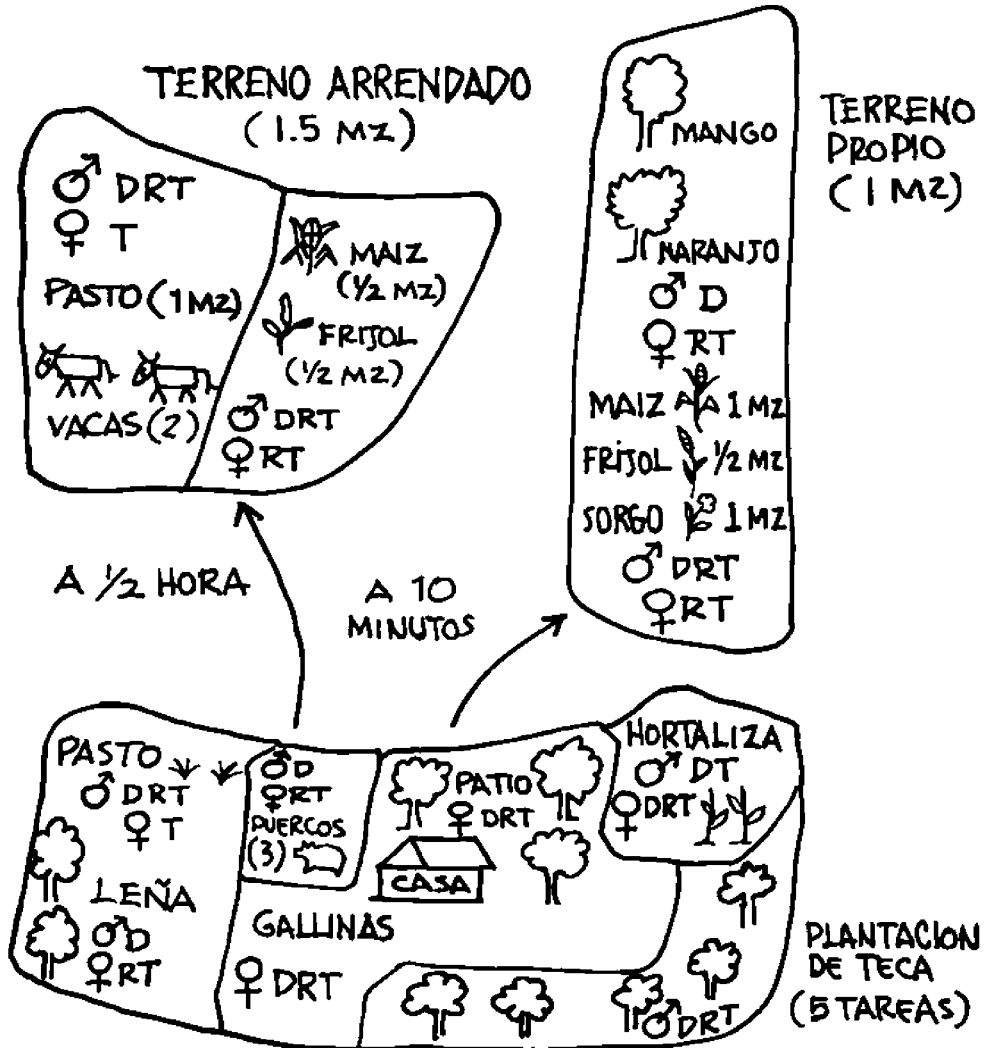 TERRENO ARRENDADO
(1.5 MZ)
♂ DRT
♀ T
PASTO (1 MZ)
VACAS (2)
MAIZ
(1/2 MZ)
FRIJOL
(1/2 MZ)
♂ DRT
♀ RT
TERRENO
PROPIO
(1 MZ)
MANGO
NARANJO
♂ D
♀ RT
MAIZ 1 MZ
FRIJOL 1/2 MZ
SORGO 1 MZ
♂ DRT
♀ RT
A 1/2 HORA
A 10
MINUTOS
PASTO
♂ DRT
♀ T
LEÑA
♂ D
♀ RT
♂ D
♀ RT
PUERCOS
(3)
GALLINAS
♀ DRT
PATIO
♀ DRT
CASA
HORTALIZA
♂ DT
♀ DRT
PLANTACION
DE TECA
(5 TAREAS)
♂ DRT